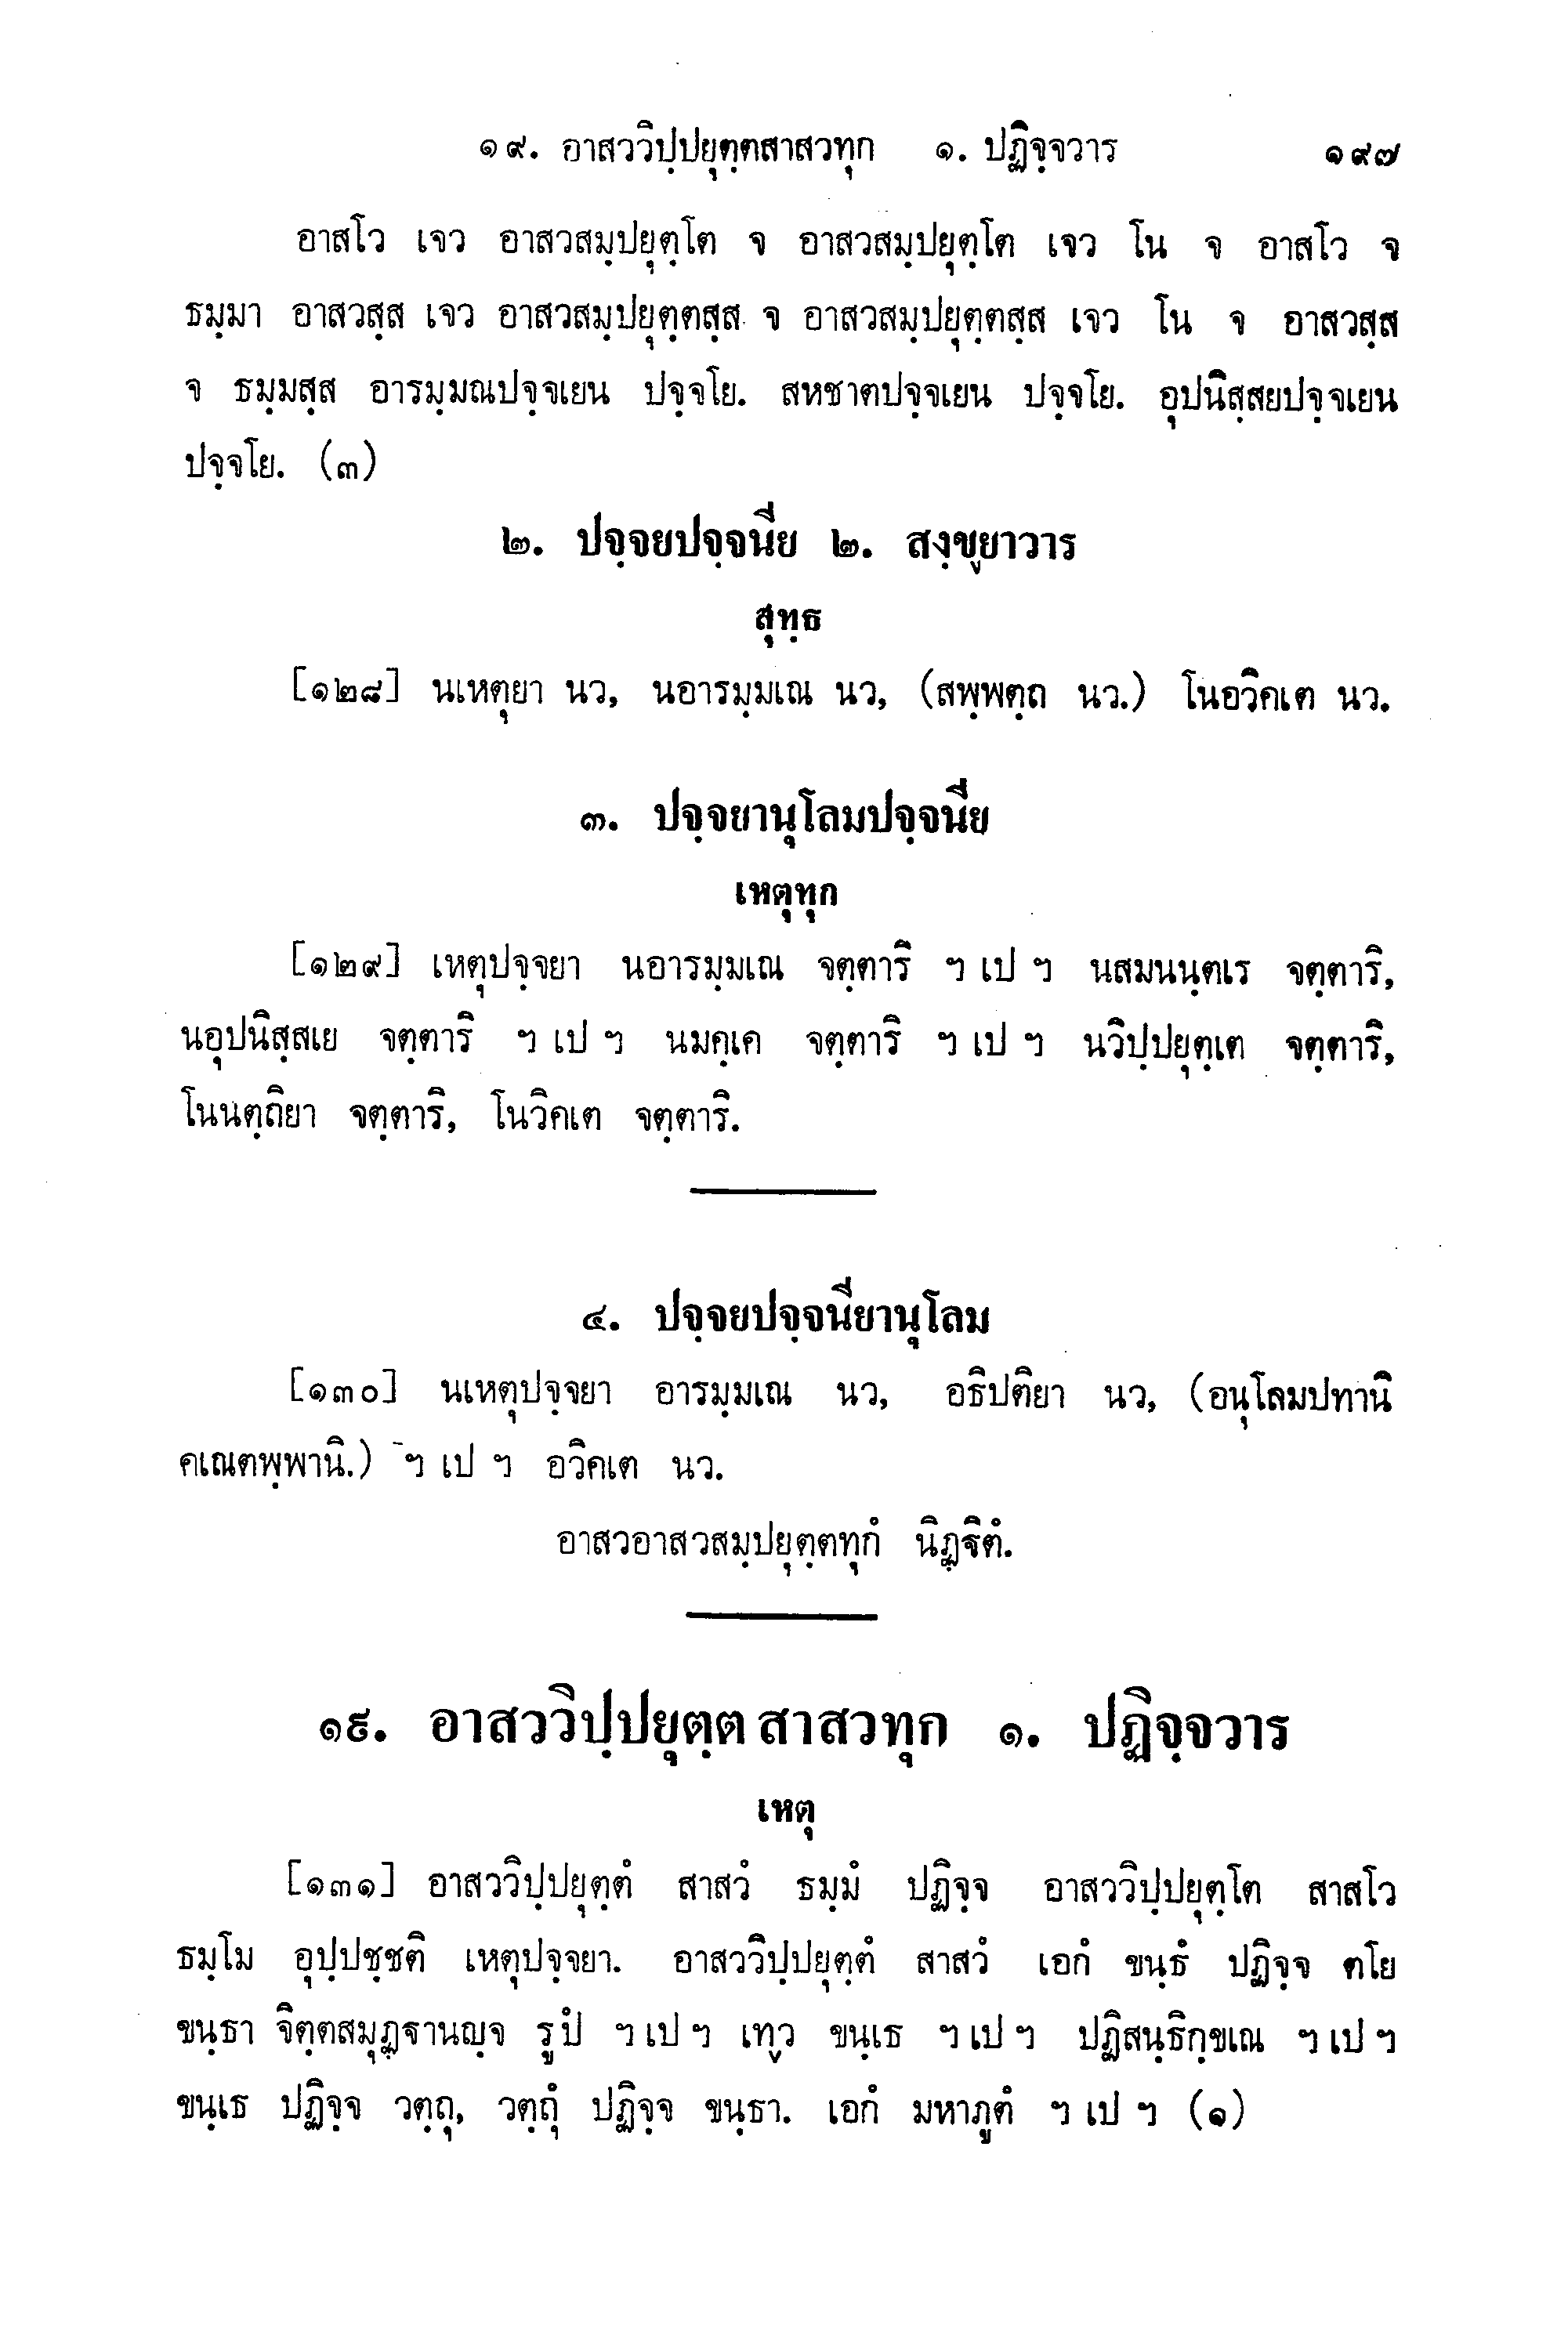 ๑๙. อาสววิปฺปยุตฺตสาสวทุก ๑. ปฏิจฺจวาร ๑๙๗
อาสโว เจว อาสวสมฺปยุตฺโต จ อาสวสมฺปยุตฺโต เจว โน จ อาสโว จ
ธมฺมา อาสวสฺส เจว อาสวสมฺปยุตฺตสฺส จ อาสวสมฺปยุตฺตสฺส เจว โน จ อาสวสฺส
จ ธมฺมสฺส อารมฺมณปจฺจเยน ปจฺจโย. สหชาตปจฺจเยน ปจฺจโย. อุปนิสฺสยปจฺจเยน
ปจฺจโย. (๓)
๒. ปจฺจยปจฺจนีย ๒. สงฺขฺยาวาร
สุทฺธ
[๑๒๘] นเหตุยา นว, นอารมฺมเณ นว, (สพฺพตฺถ นว.) โนอวิคเต นว.
๓. ปจฺจยานุโลมปจฺจนีย
เหตุทุก
[๑๒๙] เหตุปจฺจยา นอารมฺมเณ จตฺตาริ ฯ เป ฯ นสมนนฺตเร จตฺตาริ,
นอุปนิสฺสเย จตฺตาริ ฯ เป ฯ นมคฺเค จตฺตาริ ฯ เป ฯ นวิปฺปยุตฺเต จตฺตาริ,
โนนตฺถิยา จตฺตาริ, โนวิคเต จตฺตาริ.
๔. ปจฺจยปจฺจนียานุโลม
[๑๓๐] นเหตุปจฺจยา อารมฺมเณ นว, อธิปติยา นว, (อนุโลมปทานิ
คเณตพฺพานิ.) ฯ เป ฯ อวิคเต นว.
อาสวอาสวสมฺปยุตฺตทุกํ นิฏฺฐิตํ.
๑๙. อาสววิปฺปยุตฺต สาสวทุก ๑. ปฏิจฺจวาร
เหตุ
[๑๓๑] อาสววิปฺปยุตฺตํ สาสวํ ธมฺมํ ปฏิจฺจ อาสววิปฺปยุตฺโต สาสโว
ธมฺโม อุปฺปชฺชติ เหตุปจฺจยา. อาสววิปฺปยุตฺตํ สาสวํ เอกํ ขนฺธํ ปฏิจฺจ ตโย
ขนฺธา จิตฺตสมุฏฺฐานญฺจ รูปํ ฯ เป ฯ เทฺว ขนฺเธ ฯ เป ฯ ปฏิสนฺธิกฺขเณ ฯ เป ฯ
ขนฺเธ ปฏิจฺจ วตฺถุ, วตฺถุํ ปฏิจฺจ ขนฺธา. เอกํ มหาภูตํ ฯ เป ฯ (๑)